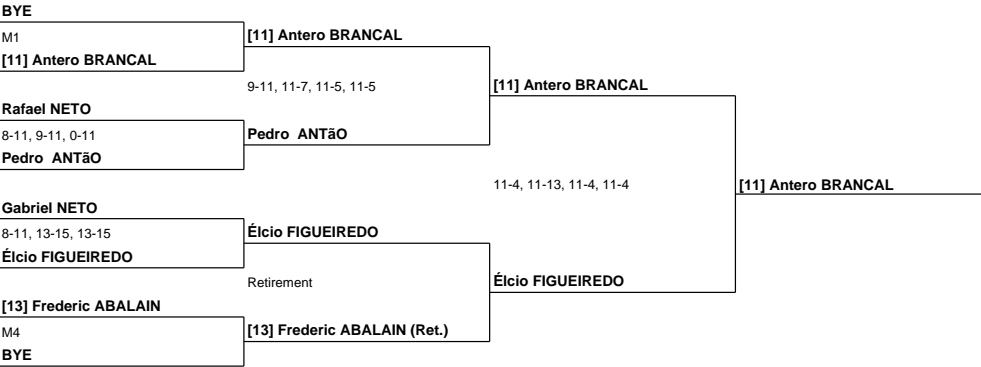 BYE
M1
[11] Antero BRANCAL
[11] Antero BRANCAL
9-11, 11-7, 11-5, 11-5
[11] Antero BRANCAL
Rafael NETO
8-11, 9-11, 0-11
Pedro  ANTãO
Pedro  ANTãO
11-4, 11-13, 11-4, 11-4
[11] Antero BRANCAL
Gabriel NETO
8-11, 13-15, 13-15
Élcio FIGUEIREDO
Élcio FIGUEIREDO
Retirement
Élcio FIGUEIREDO
[13] Frederic ABALAIN
M4
BYE
[13] Frederic ABALAIN (Ret.)